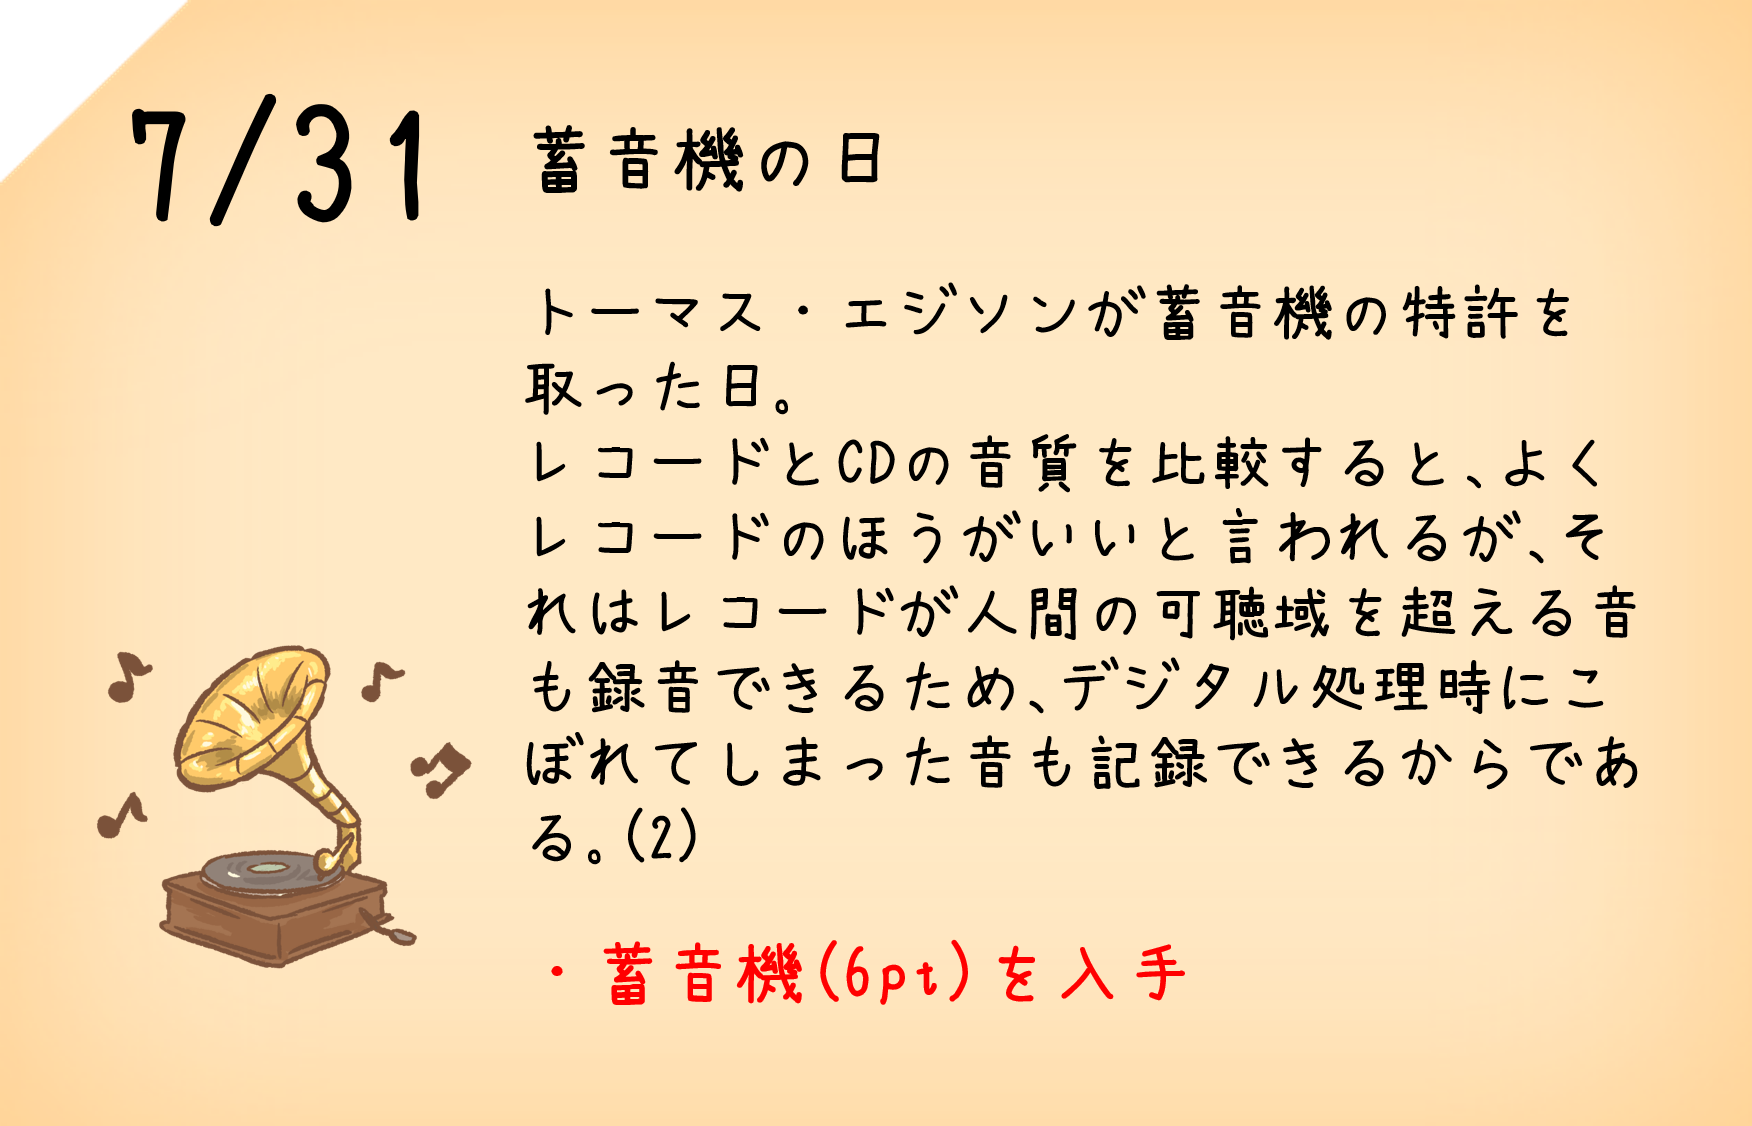 7/31 蓄音機の日
トーマス・エジソンが蓄音機の特許を
取った日。
レコードとCDの音質を比較すると、よく
レコードのほうがいいと言われるが、そ
れはレコードが人間の可聴域を超える音
も録音できるため、デジタル処理時にこ
ぼれてしまった音も記録できるからであ
る。(2)
・蓄音機(6pt)を入手